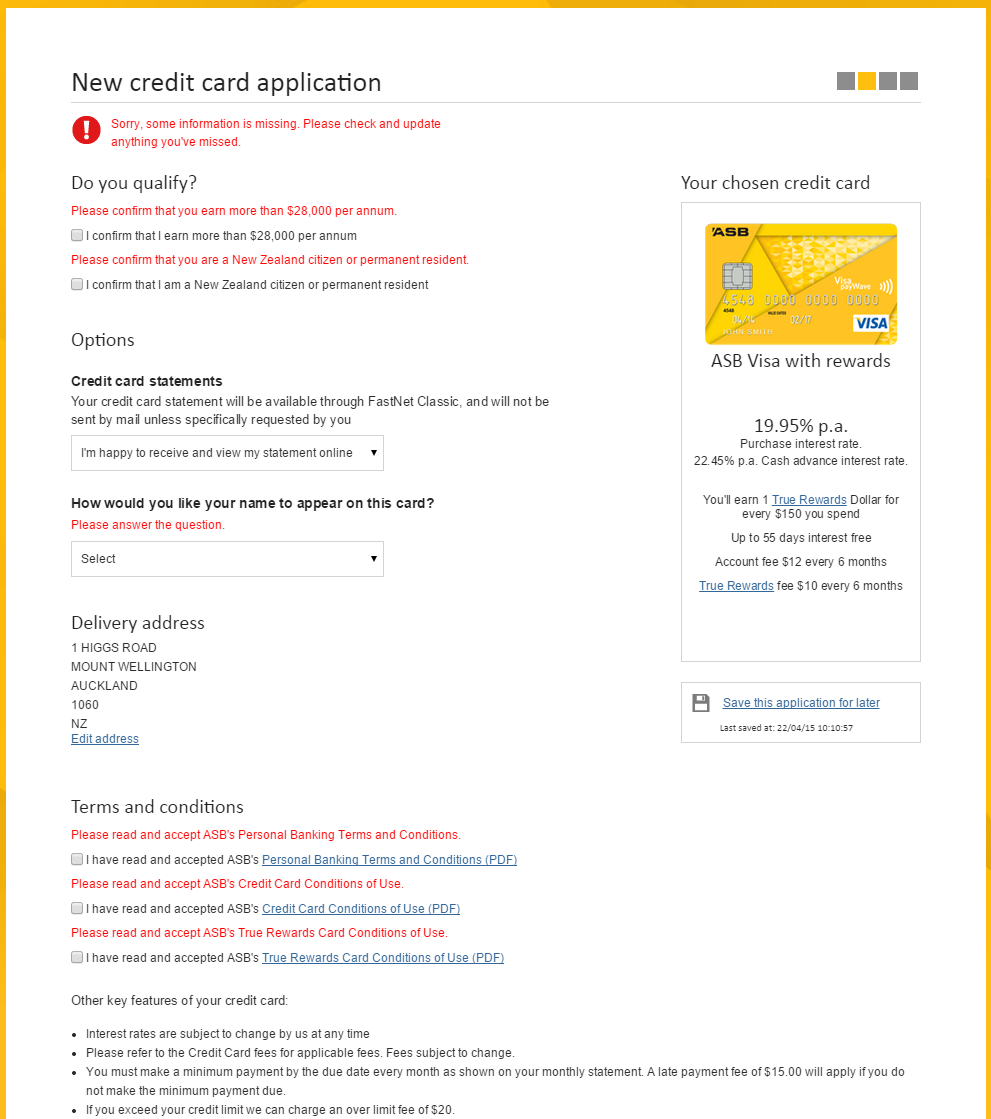 New credit card application
Sorry, some information is missing. Please check and update
anything you've missed.
Do you qualify?
Please confirm that you earn more than $28,000 per annum.
I confirm that I earn more than $28,000 per annum
Please confirm that you are a New Zealand citizen or permanent resident.
I confirm that I am a New Zealand citizen or permanent resident
Options
Credit card statements
Your credit card statement will be available through FastNet Classic, and will not be
sent by mail unless specifically requested by you
I'm happy to receive and view my statement online
How would you like your name to appear on this card?
Please answer the question.
Select
Delivery address
1 HIGGS ROAD
MOUNT WELLINGTON
AUCKLAND
1060
NZ
Edit address
Your chosen credit card
ASB
Visa
payWave
4548 0000 0000 0000
4548
04/14 VALID DATES 02/17
JOHN SMITH
VISA
ASB Visa with rewards
19.95% p.a.
Purchase interest rate.
22.45% p.a. Cash advance interest rate.
You'll earn 1 True Rewards Dollar for
every $150 you spend
Up to 55 days interest free
Account fee $12 every 6 months
True Rewards fee $10 every 6 months
Save this application for later
Last saved at: 22/04/15 10:10:57
Terms and conditions
Please read and accept ASB's Personal Banking Terms and Conditions.
I have read and accepted ASB's Personal Banking Terms and Conditions (PDF)
Please read and accept ASB's Credit Card Conditions of Use.
I have read and accepted ASB's Credit Card Conditions of Use (PDF)
Please read and accept ASB's True Rewards Card Conditions of Use.
I have read and accepted ASB's True Rewards Card Conditions of Use (PDF)
Other key features of your credit card:
Interest rates are subject to change by us at any time
Please refer to the Credit Card fees for applicable fees. Fees subject to change.
You must make a minimum payment by the due date every month as shown on your monthly statement. A late payment fee of $15.00 will apply if you do
not make the minimum payment due.
If you exceed your credit limit we can charge an over limit fee of $20.